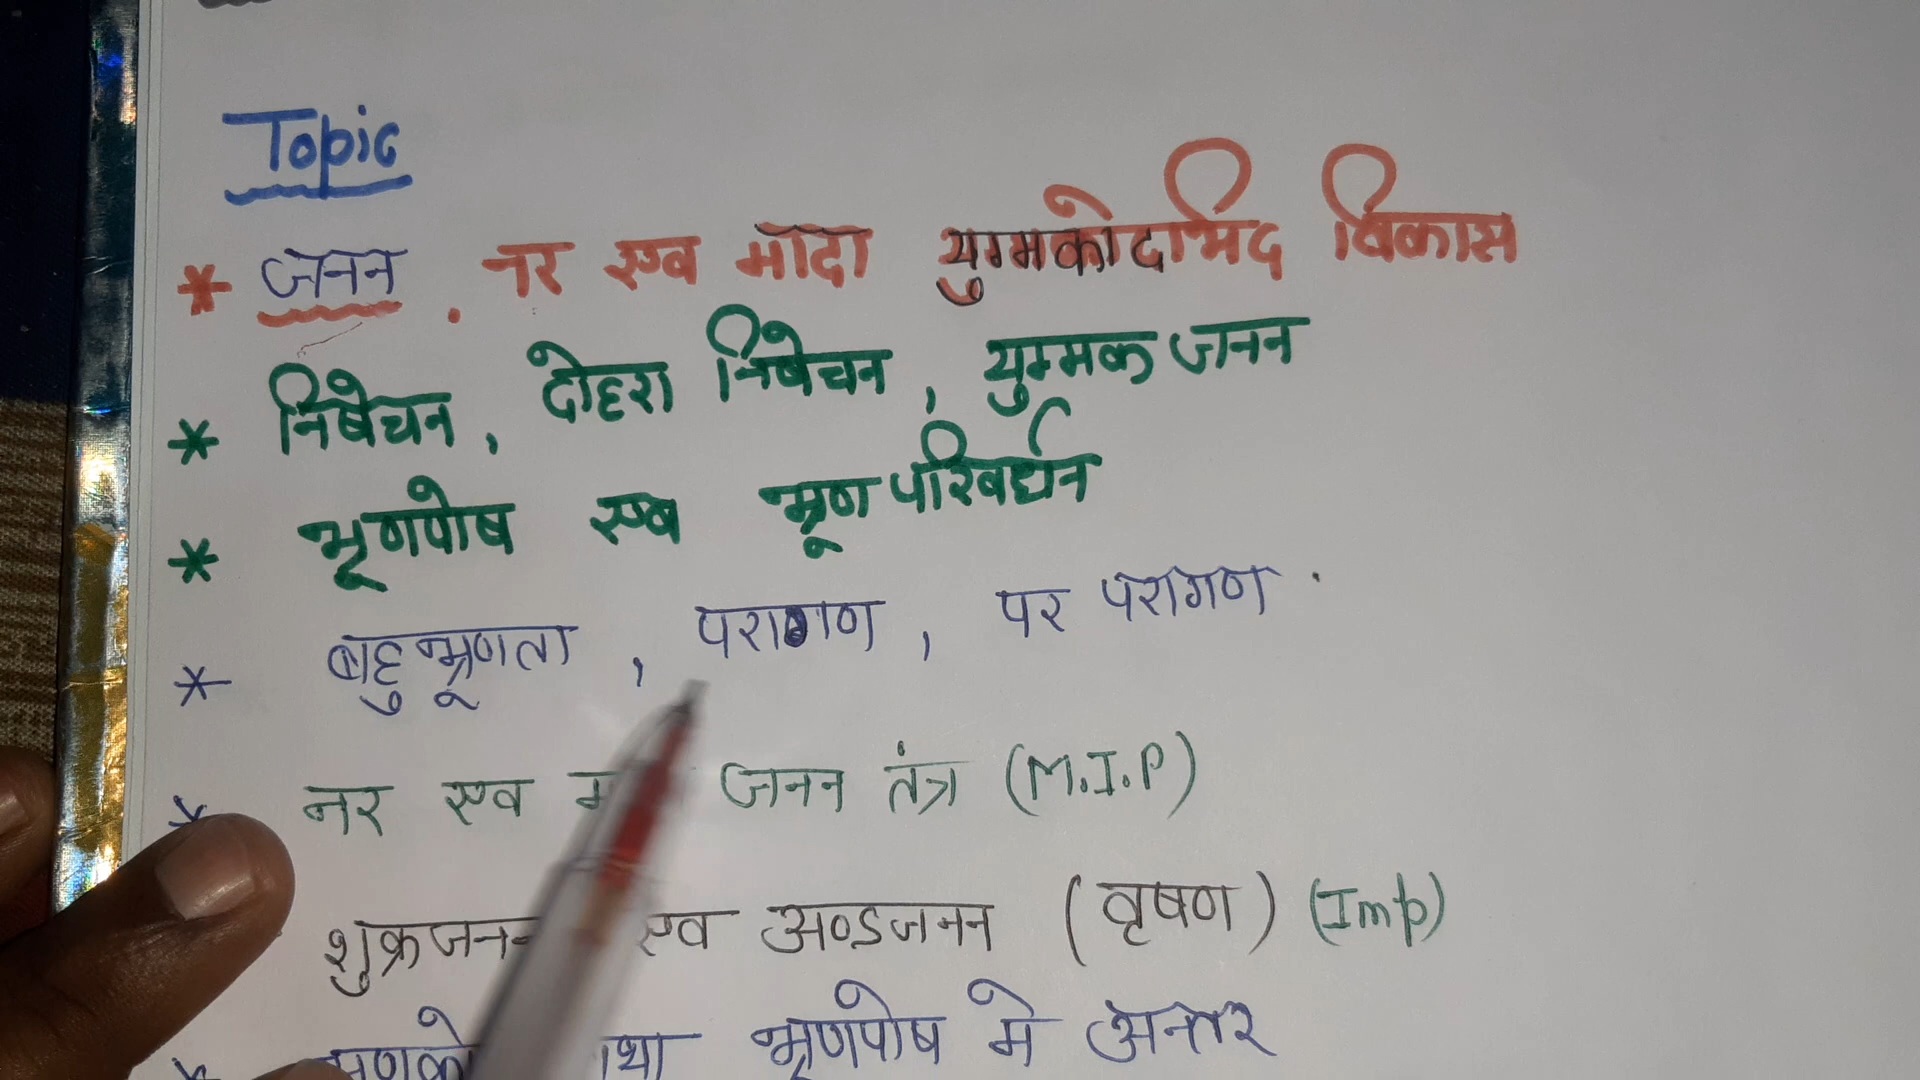 Topic
* जनन . नर एव मादा युग्मकोदभिद विकास
* निषेचन, दोहरा निषेचन, युग्मक जनन
* भ्रूणपोष एव भ्रूण परिवर्द्धन
* बहुभ्रूणता, परागण, पर परागण .
नर एव जनन तंत्र (M.I.P)
शुक्रजनन एव अण्डजनन (वृषण) (Imp)
* भ्रूणपोष मे अन्तर